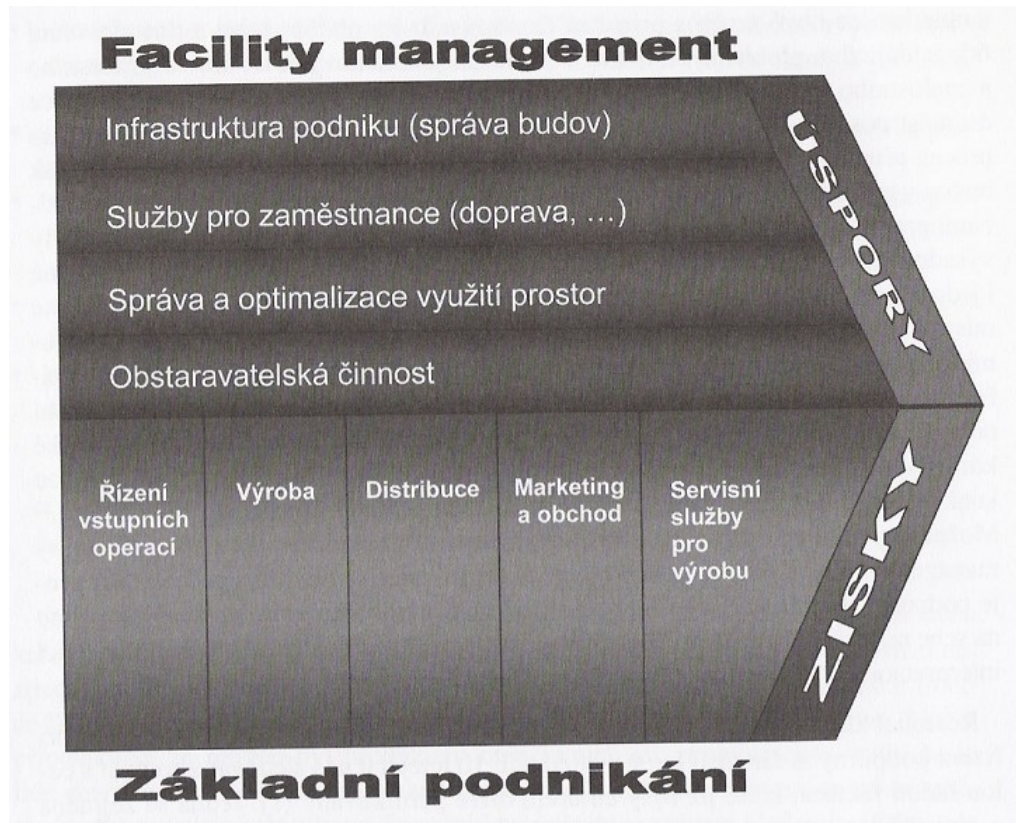 Facility management
Infrastruktura podniku (správa budov)
Služby pro zaměstnance (doprava, ...)
Správa a optimalizace využití prostor
Obstaravatelská činnost
ÚSPORY
Řízení
vstupních
operací
Výroba
Distribuce
Marketing
a obchod
Servisní
služby
pro
výrobu
ZISKY
Základní podnikání